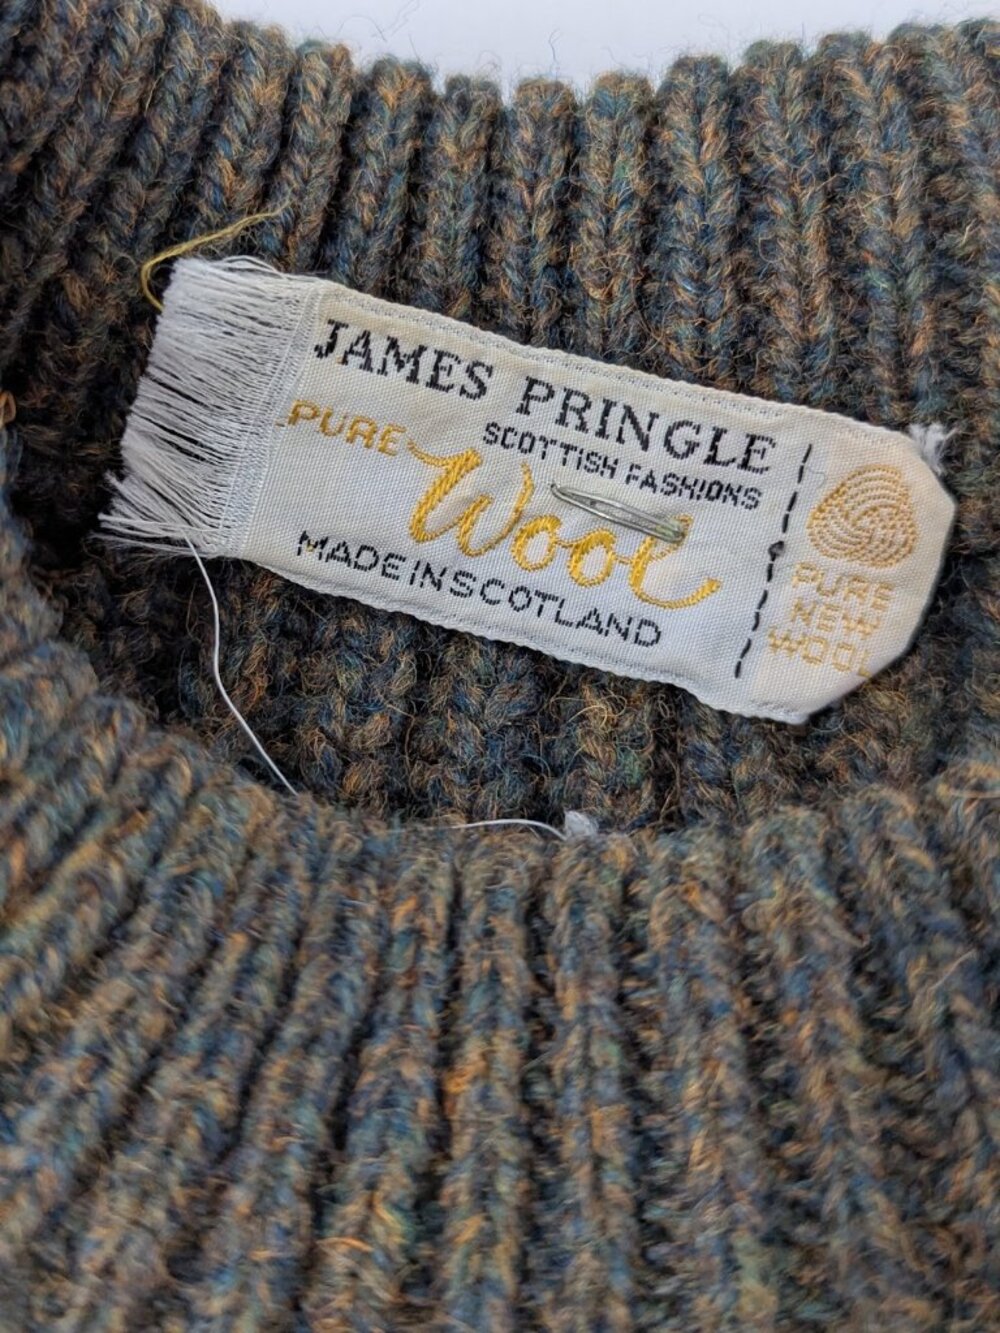 JAMES PRINGLE
SCOTTISH FASHIONS
PURE Wool
MADE IN SCOTLAND
PURE
NEW
WOOL